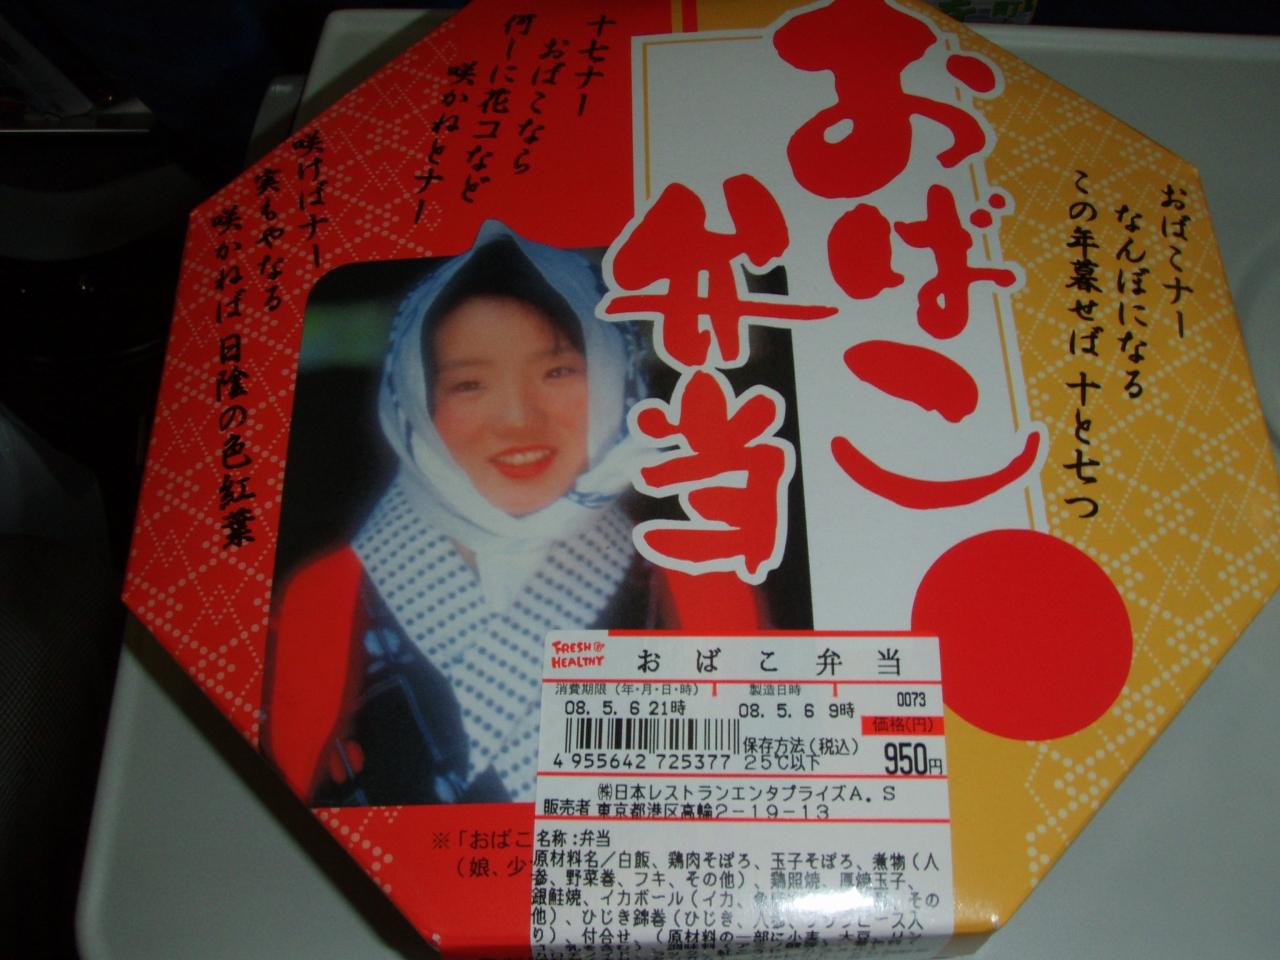 おばこ
弁当
おばこナー
なんぼになる
この年暮せば 十と七つ
十七ナー
おばこなら
何しに花コなど
咲かねとナー
咲けばナー
実もやなる
咲かねば 日陰の色紅葉
※「おばこ
（娘、少
FRESH HEALTHY
おばこ弁当
消費期限（年・月・日・時） 製造日時
08. 5. 6 21時 08. 5. 6 9時 0073
価格(円)
4 955642 725377 保存方法(税込)
25℃以下 950円
㈱日本レストランエンタプライズA. S
販売者 東京都港区高輪2-19-13
名称:弁当
原材料名／白飯、鶏肉そぼろ、玉子そぼろ、煮物（人
参、野菜巻、フキ、その他）、鶏照焼、厚焼玉子、
銀鮭焼、イカボール（イカ、 その
他）、ひじき錦巻（ひじき、人参、 入
り）、付合せ、（原材料の一部に小麦、大豆、